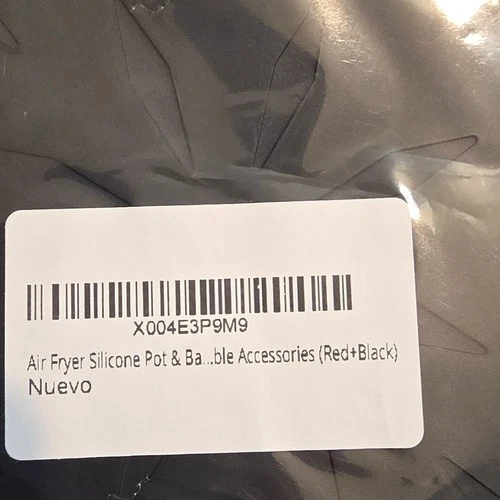 X004E3P9M9
Air Fryer Silicone Pot & Ba...ble Accessories (Red+Black)
Nuevo